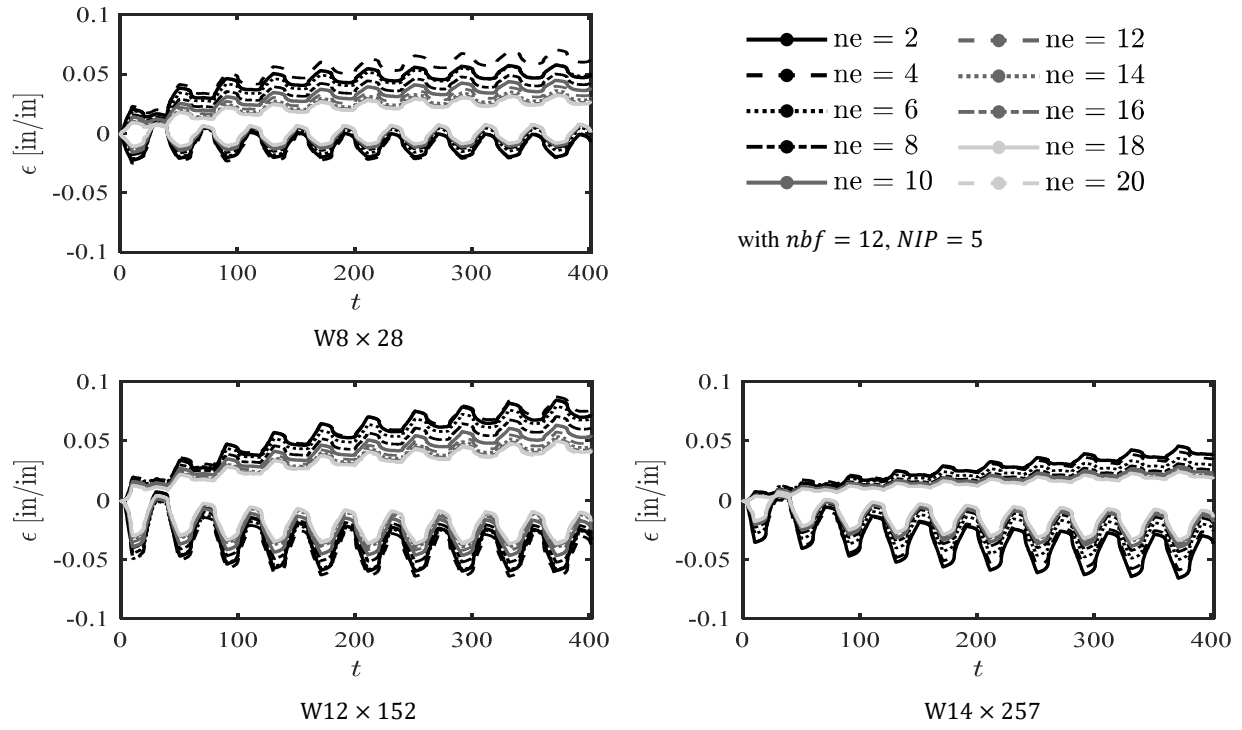 0.1
0.05
0
-0.05
-0.1
ϵ [in/in]
0 100 200 300 400
t
W8 × 28
ne = 2 ne = 12
ne = 4 ne = 14
ne = 6 ne = 16
ne = 8 ne = 18
ne = 10 ne = 20
with nbf = 12, NIP = 5
0.1
0.05
0
-0.05
-0.1
ϵ [in/in]
0 100 200 300 400
t
W12 × 152
0.1
0.05
0
-0.05
-0.1
ϵ [in/in]
0 100 200 300 400
t
W14 × 257